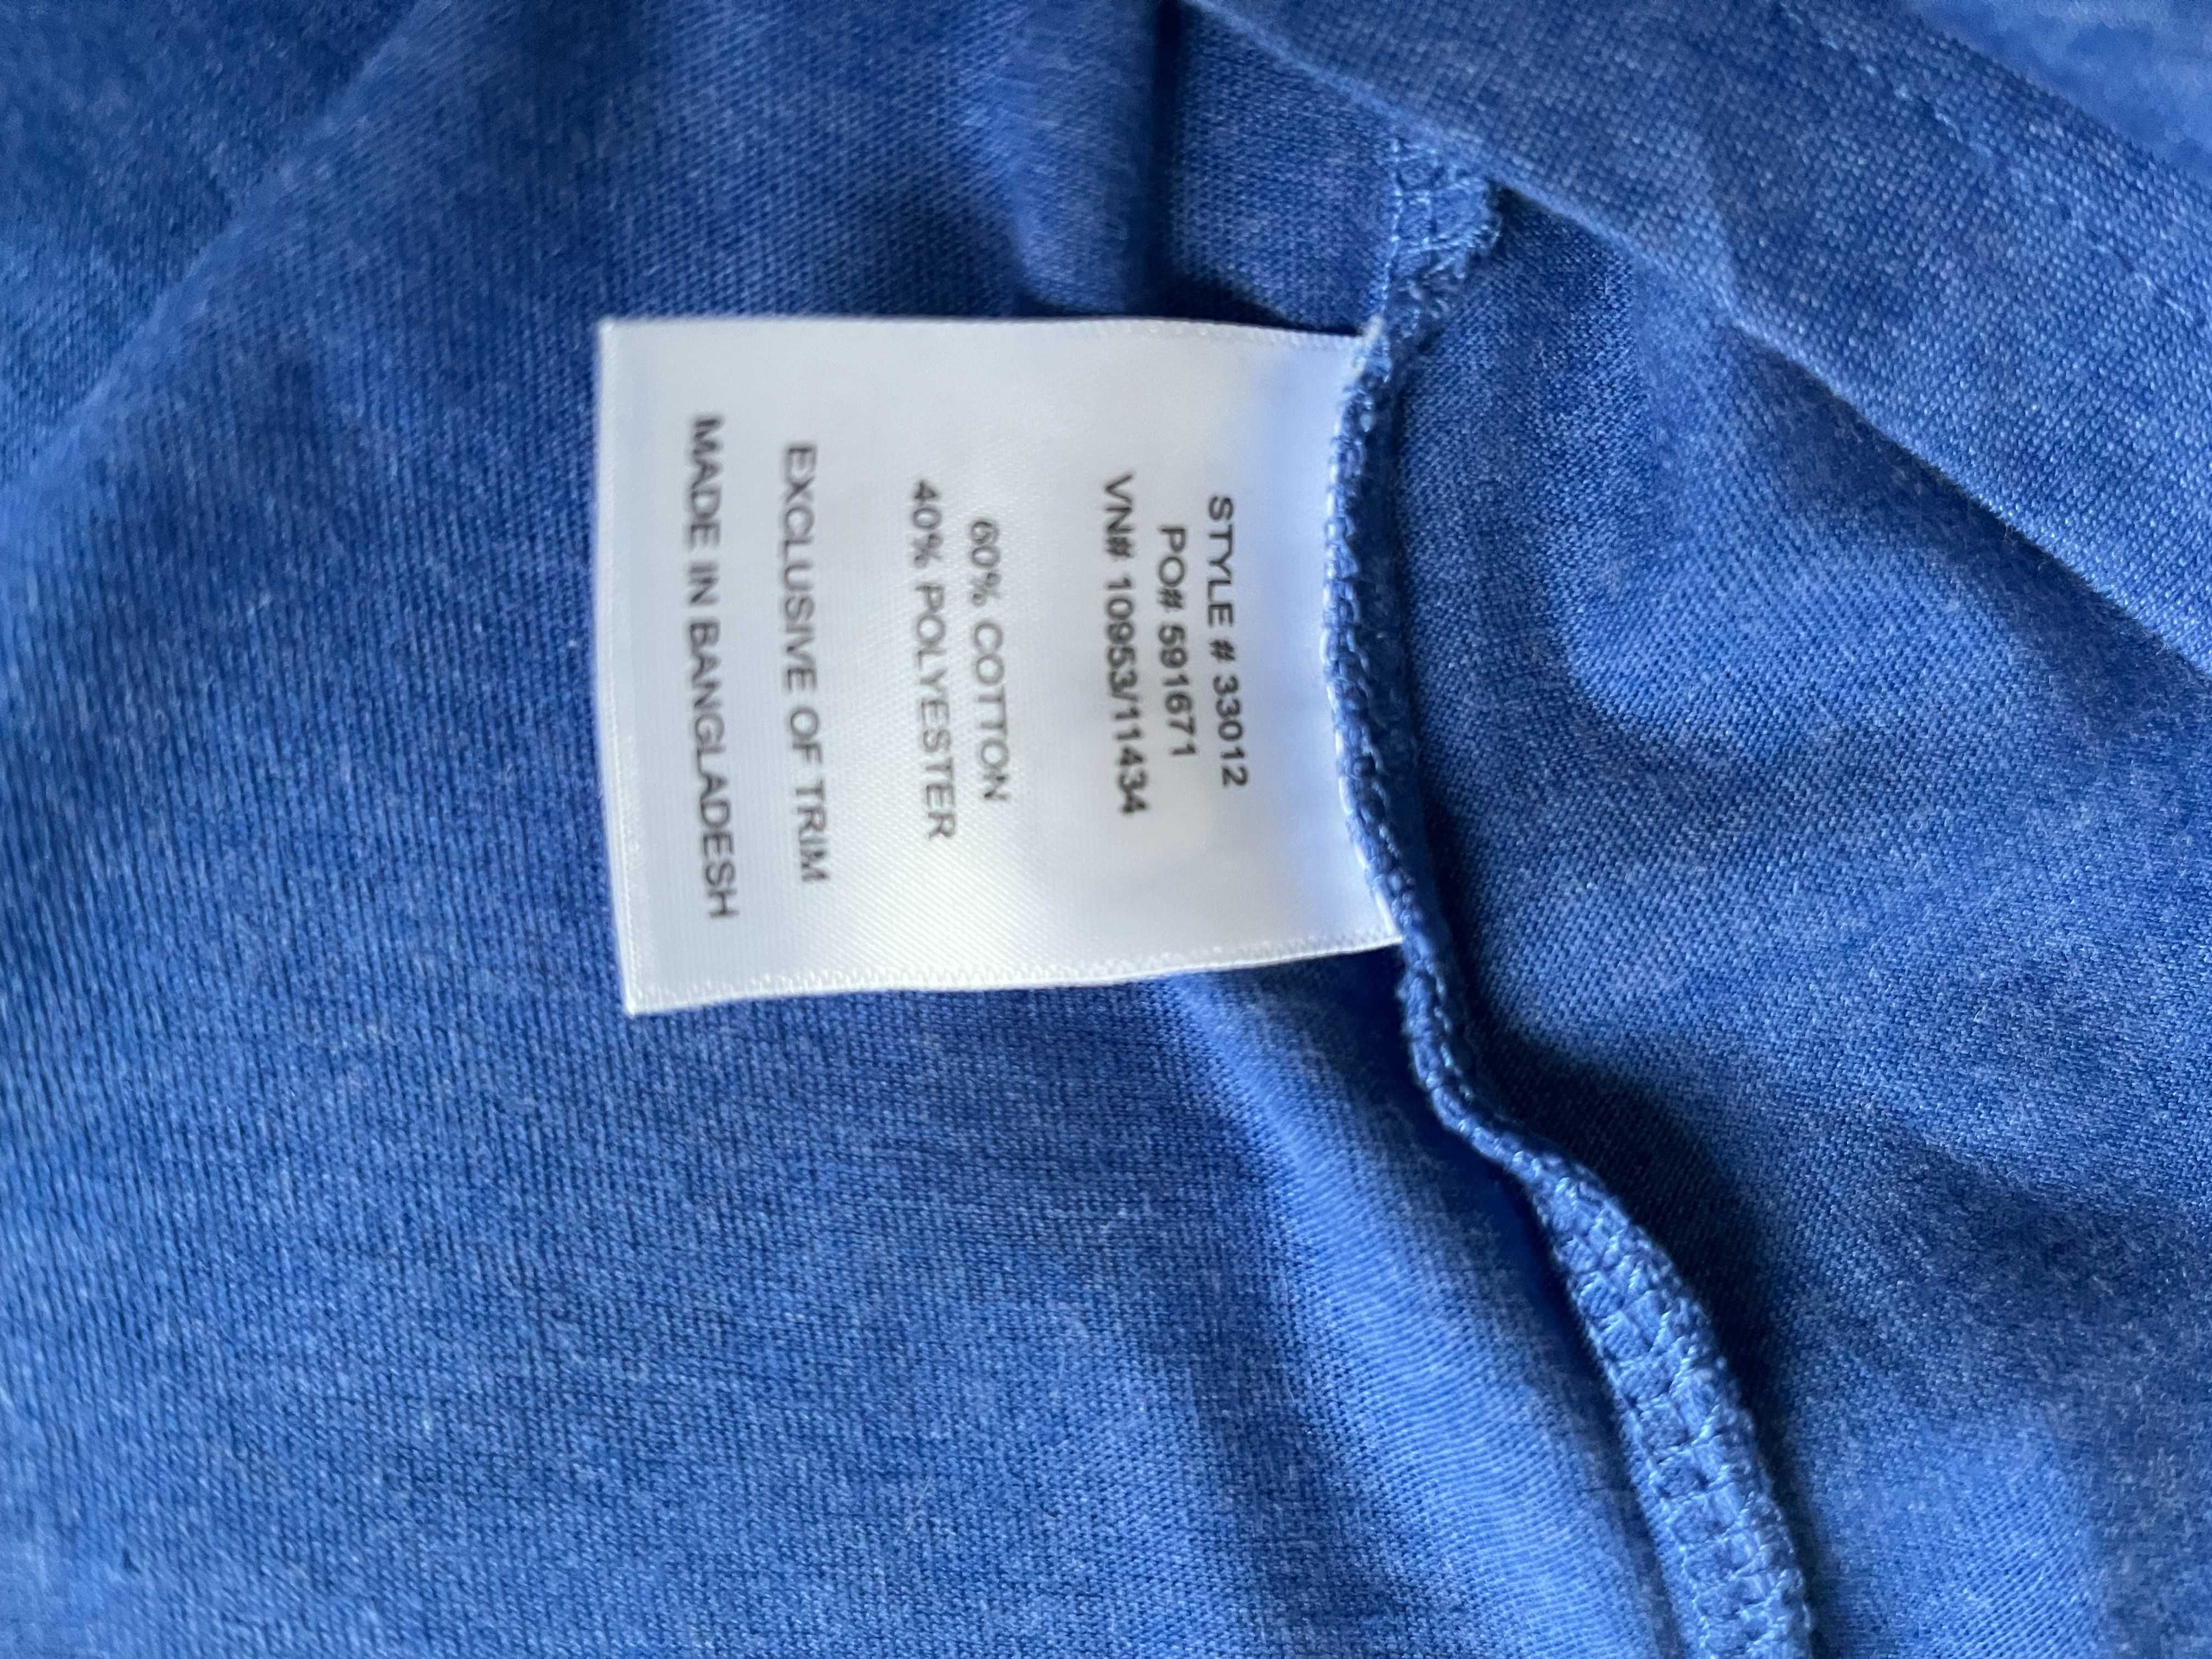 STYLE # 33012
PO# 591671
VN# 10953/11434
60% COTTON
40% POLYESTER
EXCLUSIVE OF TRIM
MADE IN BANGLADESH